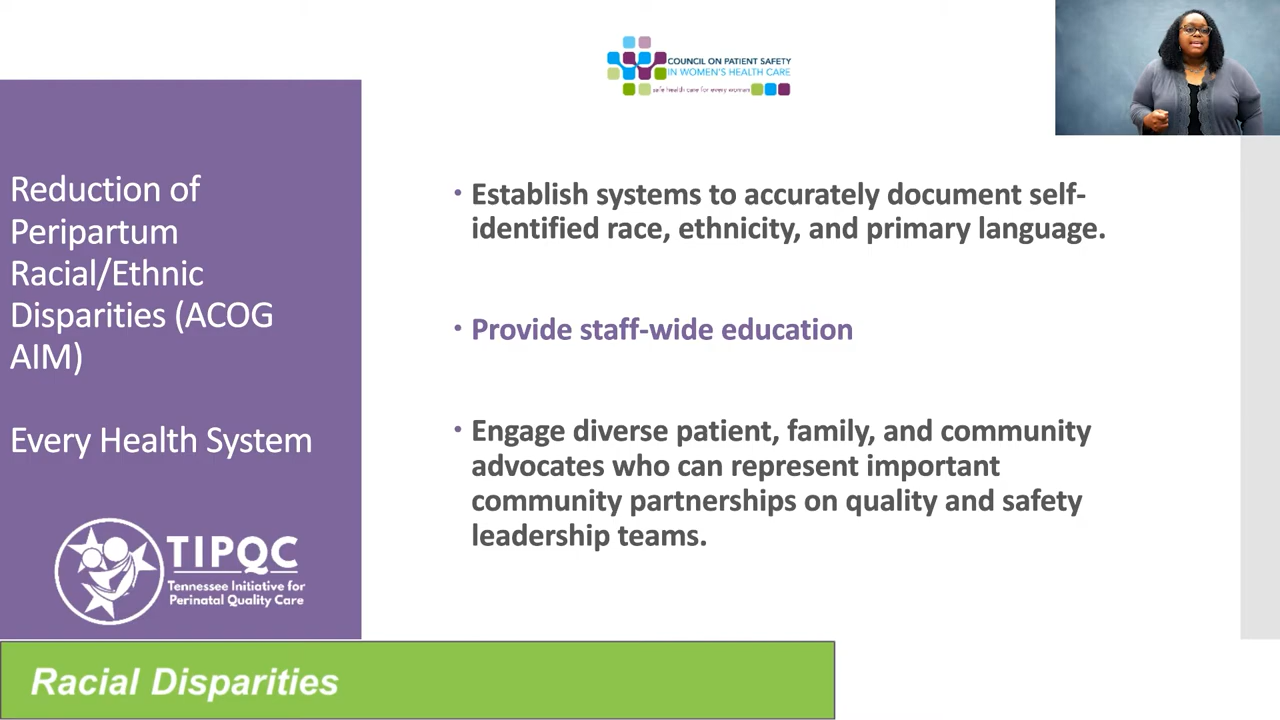 COUNCIL ON PATIENT SAFETY
IN WOMEN'S HEALTH CARE
safe health care for every woman
Reduction of
Peripartum
Racial/Ethnic
Disparities (ACOG
AIM)
Every Health System
TIPQC
Tennessee Initiative for
Perinatal Quality Care
• Establish systems to accurately document self-
identified race, ethnicity, and primary language.
• Provide staff-wide education
• Engage diverse patient, family, and community
advocates who can represent important
community partnerships on quality and safety
leadership teams.
Racial Disparities